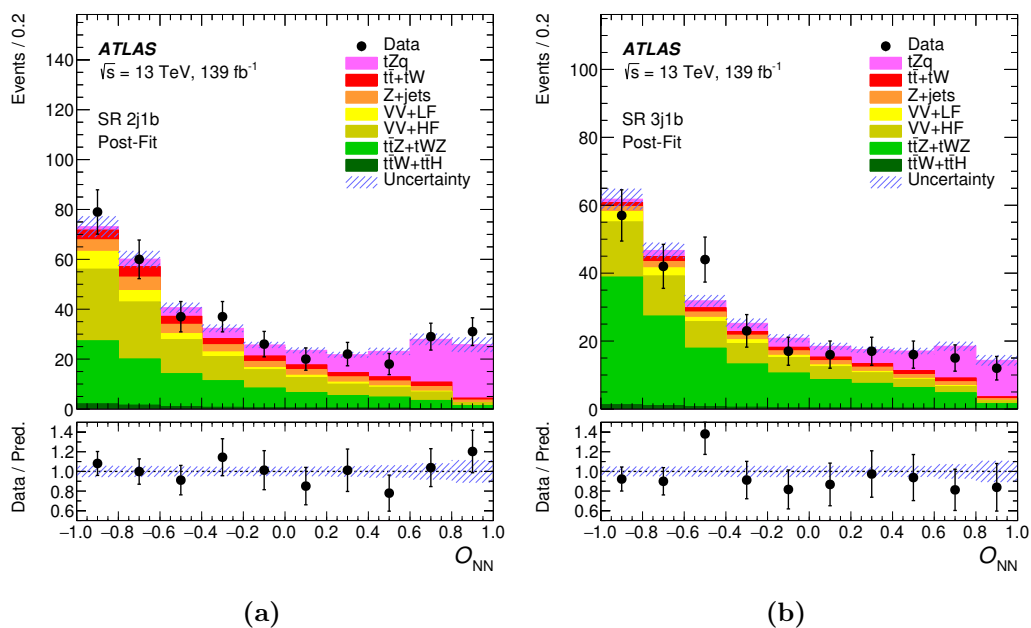 Events / 0.2
140
120
100
80
60
40
20
0
ATLAS
√s = 13 TeV, 139 fb⁻¹
SR 2j1b
Post-Fit
Data
tZq
tt̄+tW
Z+jets
VV+LF
VV+HF
tt̄Z+tWZ
tt̄W+tt̄H
Uncertainty
Data / Pred.
1.4
1.2
1.0
0.8
0.6
−1.0 −0.8 −0.6 −0.4 −0.2 0.0 0.2 0.4 0.6 0.8 1.0
O_NN
(a)
Events / 0.2
100
80
60
40
20
0
ATLAS
√s = 13 TeV, 139 fb⁻¹
SR 3j1b
Post-Fit
Data
tZq
tt̄+tW
Z+jets
VV+LF
VV+HF
tt̄Z+tWZ
tt̄W+tt̄H
Uncertainty
Data / Pred.
1.4
1.2
1.0
0.8
0.6
−1.0 −0.8 −0.6 −0.4 −0.2 0.0 0.2 0.4 0.6 0.8 1.0
O_NN
(b)